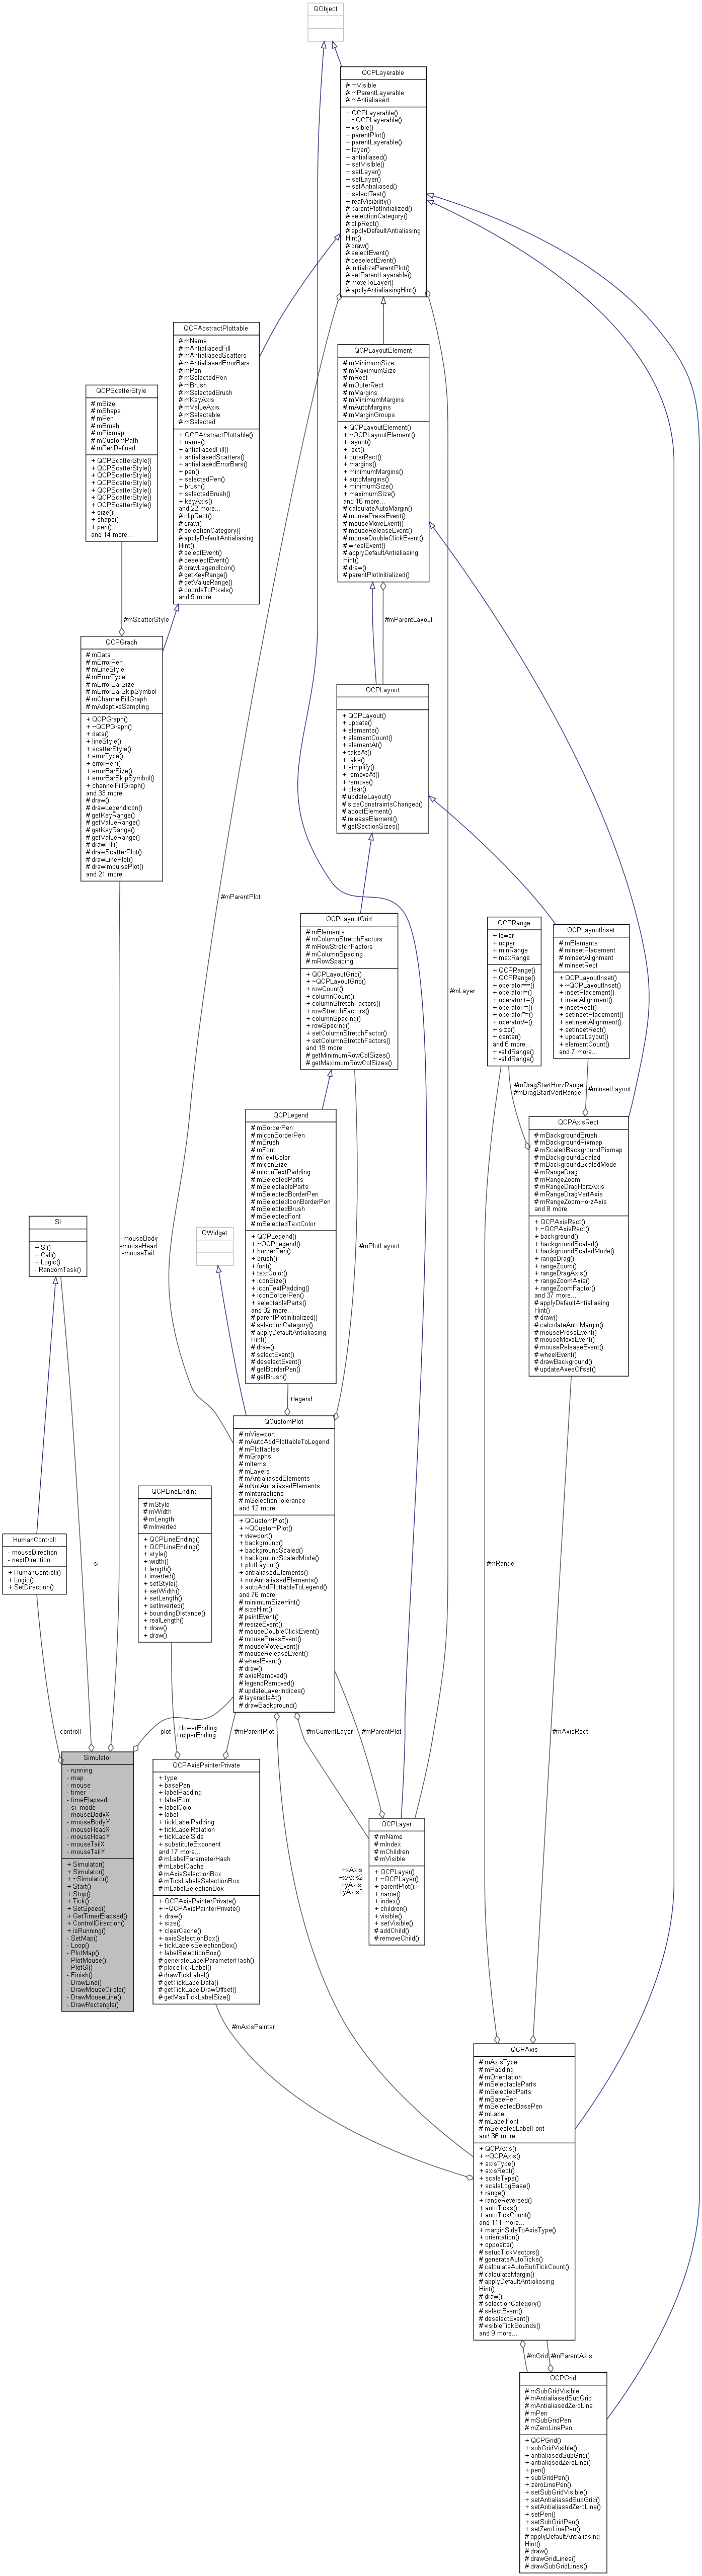 QObject
QCPLayerable
# mVisible
# mParentLayerable
# mAntialiased
+ QCPLayerable()
+ ~QCPLayerable()
+ visible()
+ parentPlot()
+ parentLayerable()
+ layer()
+ antialiased()
+ setVisible()
+ setLayer()
+ setLayer()
+ setAntialiased()
+ selectTest()
+ realVisibility()
# parentPlotInitialized()
# selectionCategory()
# clipRect()
# applyDefaultAntialiasing
Hint()
# draw()
# selectEvent()
# deselectEvent()
# initializeParentPlot()
# setParentLayerable()
# moveToLayer()
# applyAntialiasingHint()
QCPAbstractPlottable
# mName
# mAntialiasedFill
# mAntialiasedScatters
# mAntialiasedErrorBars
# mPen
# mSelectedPen
# mBrush
# mSelectedBrush
# mKeyAxis
# mValueAxis
# mSelectable
# mSelected
+ QCPAbstractPlottable()
+ name()
+ antialiasedFill()
+ antialiasedScatters()
+ antialiasedErrorBars()
+ pen()
+ selectedPen()
+ brush()
+ selectedBrush()
+ keyAxis()
and 22 more...
# clipRect()
# draw()
# selectionCategory()
# applyDefaultAntialiasing
Hint()
# selectEvent()
# deselectEvent()
# drawLegendIcon()
# getKeyRange()
# getValueRange()
# coordsToPixels()
and 9 more...
QCPLayoutElement
# mMinimumSize
# mMaximumSize
# mRect
# mOuterRect
# mMargins
# mMinimumMargins
# mAutoMargins
# mMarginGroups
+ QCPLayoutElement()
+ ~QCPLayoutElement()
+ layout()
+ rect()
+ outerRect()
+ margins()
+ minimumMargins()
+ autoMargins()
+ minimumSize()
+ maximumSize()
and 16 more...
# calculateAutoMargin()
# mousePressEvent()
# mouseMoveEvent()
# mouseReleaseEvent()
# mouseDoubleClickEvent()
# wheelEvent()
# applyDefaultAntialiasing
Hint()
# draw()
# parentPlotInitialized()
QCPScatterStyle
# mSize
# mShape
# mPen
# mBrush
# mPixmap
# mCustomPath
# mPenDefined
+ QCPScatterStyle()
+ QCPScatterStyle()
+ QCPScatterStyle()
+ QCPScatterStyle()
+ QCPScatterStyle()
+ QCPScatterStyle()
+ QCPScatterStyle()
+ size()
+ shape()
+ pen()
and 14 more...
#mScatterStyle
#mParentLayout
QCPGraph
# mData
# mErrorPen
# mLineStyle
# mErrorType
# mErrorBarSize
# mErrorBarSkipSymbol
# mChannelFillGraph
# mAdaptiveSampling
+ QCPGraph()
+ ~QCPGraph()
+ data()
+ lineStyle()
+ scatterStyle()
+ errorType()
+ errorPen()
+ errorBarSize()
+ errorBarSkipSymbol()
+ channelFillGraph()
and 33 more...
# draw()
# drawLegendIcon()
# getKeyRange()
# getValueRange()
# getKeyRange()
# getValueRange()
# drawFill()
# drawScatterPlot()
# drawLinePlot()
# drawImpulsePlot()
and 21 more...
QCPLayout
+ QCPLayout()
+ update()
+ elements()
+ elementCount()
+ elementAt()
+ takeAt()
+ take()
+ simplify()
+ removeAt()
+ remove()
+ clear()
# updateLayout()
# sizeConstraintsChanged()
# adoptElement()
# releaseElement()
# getSectionSizes()
#mParentPlot
#mLayer
QCPLayoutGrid
# mElements
# mColumnStretchFactors
# mRowStretchFactors
# mColumnSpacing
# mRowSpacing
+ QCPLayoutGrid()
+ ~QCPLayoutGrid()
+ rowCount()
+ columnCount()
+ columnStretchFactors()
+ rowStretchFactors()
+ columnSpacing()
+ rowSpacing()
+ setColumnStretchFactor()
+ setColumnStretchFactors()
and 19 more...
# getMinimumRowColSizes()
# getMaximumRowColSizes()
QCPRange
+ lower
+ upper
+ minRange
+ maxRange
+ QCPRange()
+ QCPRange()
+ operator==()
+ operator!=()
+ operator+=()
+ operator-=()
+ operator*=()
+ operator/=()
+ size()
+ center()
and 6 more...
+ validRange()
+ validRange()
QCPLayoutInset
# mElements
# mInsetPlacement
# mInsetAlignment
# mInsetRect
+ QCPLayoutInset()
+ ~QCPLayoutInset()
+ insetPlacement()
+ insetAlignment()
+ insetRect()
+ setInsetPlacement()
+ setInsetAlignment()
+ setInsetRect()
+ updateLayout()
+ elementCount()
and 7 more...
#mDragStartHorzRange
#mDragStartVertRange
#mInsetLayout
QCPLegend
# mBorderPen
# mIconBorderPen
# mBrush
# mFont
# mTextColor
# mIconSize
# mIconTextPadding
# mSelectedParts
# mSelectableParts
# mSelectedBorderPen
# mSelectedIconBorderPen
# mSelectedBrush
# mSelectedFont
# mSelectedTextColor
+ QCPLegend()
+ ~QCPLegend()
+ borderPen()
+ brush()
+ font()
+ textColor()
+ iconSize()
+ iconTextPadding()
+ iconBorderPen()
+ selectableParts()
and 32 more...
# parentPlotInitialized()
# selectionCategory()
# applyDefaultAntialiasing
Hint()
# draw()
# selectEvent()
# deselectEvent()
# getBorderPen()
# getBrush()
QCPAxisRect
# mBackgroundBrush
# mBackgroundPixmap
# mScaledBackgroundPixmap
# mBackgroundScaled
# mBackgroundScaledMode
# mRangeDrag
# mRangeZoom
# mRangeDragHorzAxis
# mRangeDragVertAxis
# mRangeZoomHorzAxis
and 8 more...
+ QCPAxisRect()
+ ~QCPAxisRect()
+ background()
+ backgroundScaled()
+ backgroundScaledMode()
+ rangeDrag()
+ rangeZoom()
+ rangeDragAxis()
+ rangeZoomAxis()
+ rangeZoomFactor()
and 37 more...
# applyDefaultAntialiasing
Hint()
# draw()
# calculateAutoMargin()
# mousePressEvent()
# mouseMoveEvent()
# mouseReleaseEvent()
# wheelEvent()
# drawBackground()
# updateAxesOffset()
SI
+ SI()
+ Call()
+ Logic()
- RandomTask()
QWidget
-mouseBody
-mouseHead
-mouseTail
#mPlotLayout
+legend
QCustomPlot
# mViewport
# mAutoAddPlottableToLegend
# mPlottables
# mGraphs
# mItems
# mLayers
# mAntialiasedElements
# mNotAntialiasedElements
# mInteractions
# mSelectionTolerance
and 12 more...
+ QCustomPlot()
+ ~QCustomPlot()
+ viewport()
+ background()
+ backgroundScaled()
+ backgroundScaledMode()
+ plotLayout()
+ antialiasedElements()
+ notAntialiasedElements()
+ autoAddPlottableToLegend()
and 76 more...
# minimumSizeHint()
# sizeHint()
# paintEvent()
# resizeEvent()
# mouseDoubleClickEvent()
# mousePressEvent()
# mouseMoveEvent()
# mouseReleaseEvent()
# wheelEvent()
# draw()
# axisRemoved()
# legendRemoved()
# updateLayerIndices()
# layerableAt()
# drawBackground()
QCPLineEnding
# mStyle
# mWidth
# mLength
# mInverted
+ QCPLineEnding()
+ QCPLineEnding()
+ style()
+ width()
+ length()
+ inverted()
+ setStyle()
+ setWidth()
+ setLength()
+ setInverted()
+ boundingDistance()
+ realLength()
+ draw()
+ draw()
HumanControll
- mouseDirection
- nextDirection
+ HumanControll()
+ Logic()
+ SetDirection()
-si
#mRange
-controll
-plot
+lowerEnding
+upperEnding
#mParentPlot
#mCurrentLayer
#mParentPlot
#mAxisRect
Simulator
- running
- map
- mouse
- timer
- timeElapsed
- si_mode
- mouseBodyX
- mouseBodyY
- mouseHeadX
- mouseHeadY
- mouseTailX
- mouseTailY
+ Simulator()
+ Simulator()
+ ~Simulator()
+ Start()
+ Stop()
+ Tick()
+ SetSpeed()
+ GetTimerElapsed()
+ ControllDirection()
+ isRunning()
- SetMap()
- Loop()
- PlotMap()
- PlotMouse()
- PlotSI()
- Finish()
- DrawLine()
- DrawMouseCircle()
- DrawMouseLine()
- DrawRectangle()
QCPAxisPainterPrivate
+ type
+ basePen
+ labelPadding
+ labelFont
+ labelColor
+ label
+ tickLabelPadding
+ tickLabelRotation
+ tickLabelSide
+ substituteExponent
and 17 more...
# mLabelParameterHash
# mLabelCache
# mAxisSelectionBox
# mTickLabelsSelectionBox
# mLabelSelectionBox
+ QCPAxisPainterPrivate()
+ ~QCPAxisPainterPrivate()
+ draw()
+ size()
+ clearCache()
+ axisSelectionBox()
+ tickLabelsSelectionBox()
+ labelSelectionBox()
# generateLabelParameterHash()
# placeTickLabel()
# drawTickLabel()
# getTickLabelData()
# getTickLabelDrawOffset()
# getMaxTickLabelSize()
QCPLayer
# mName
# mIndex
# mChildren
# mVisible
+ QCPLayer()
+ ~QCPLayer()
+ parentPlot()
+ name()
+ index()
+ children()
+ visible()
+ setVisible()
# addChild()
# removeChild()
+xAxis
+xAxis2
+yAxis
+yAxis2
#mAxisPainter
QCPAxis
# mAxisType
# mPadding
# mOrientation
# mSelectableParts
# mSelectedParts
# mBasePen
# mSelectedBasePen
# mLabel
# mLabelFont
# mSelectedLabelFont
and 36 more...
+ QCPAxis()
+ ~QCPAxis()
+ axisType()
+ axisRect()
+ scaleType()
+ scaleLogBase()
+ range()
+ rangeReversed()
+ autoTicks()
+ autoTickCount()
and 111 more...
+ marginSideToAxisType()
+ orientation()
+ opposite()
# setupTickVectors()
# generateAutoTicks()
# calculateAutoSubTickCount()
# calculateMargin()
# applyDefaultAntialiasing
Hint()
# draw()
# selectionCategory()
# selectEvent()
# deselectEvent()
# visibleTickBounds()
and 9 more...
#mGrid
#mParentAxis
QCPGrid
# mSubGridVisible
# mAntialiasedSubGrid
# mAntialiasedZeroLine
# mPen
# mSubGridPen
# mZeroLinePen
+ QCPGrid()
+ subGridVisible()
+ antialiasedSubGrid()
+ antialiasedZeroLine()
+ pen()
+ subGridPen()
+ zeroLinePen()
+ setSubGridVisible()
+ setAntialiasedSubGrid()
+ setAntialiasedZeroLine()
+ setPen()
+ setSubGridPen()
+ setZeroLinePen()
# applyDefaultAntialiasing
Hint()
# draw()
# drawGridLines()
# drawSubGridLines()